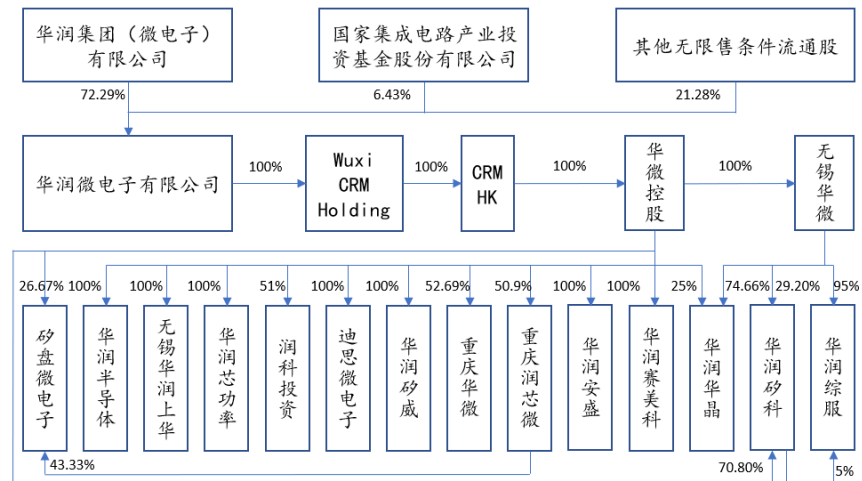 华润集团（微电子）
有限公司
国家集成电路产业投
资基金股份有限公司
其他无限售条件流通股
72.29%
6.43%
21.28%
华润微电子有限公司
100%
Wuxi
CRM
Holding
100%
CRM
HK
100%
华微控股
100%
无锡华微
26.67%
100%
100%
100%
51%
100%
100%
52.69%
50.9%
100%
100%
25%
74.66%
29.20%
95%
矽盘微电子
华润半导体
无锡华润上华
华润芯功率
润科投资
迪思微电子
华润矽威
重庆华微
重庆润芯微
华润安盛
华润赛美科
华润华晶
华润矽科
华润综服
43.33%
70.80%
5%